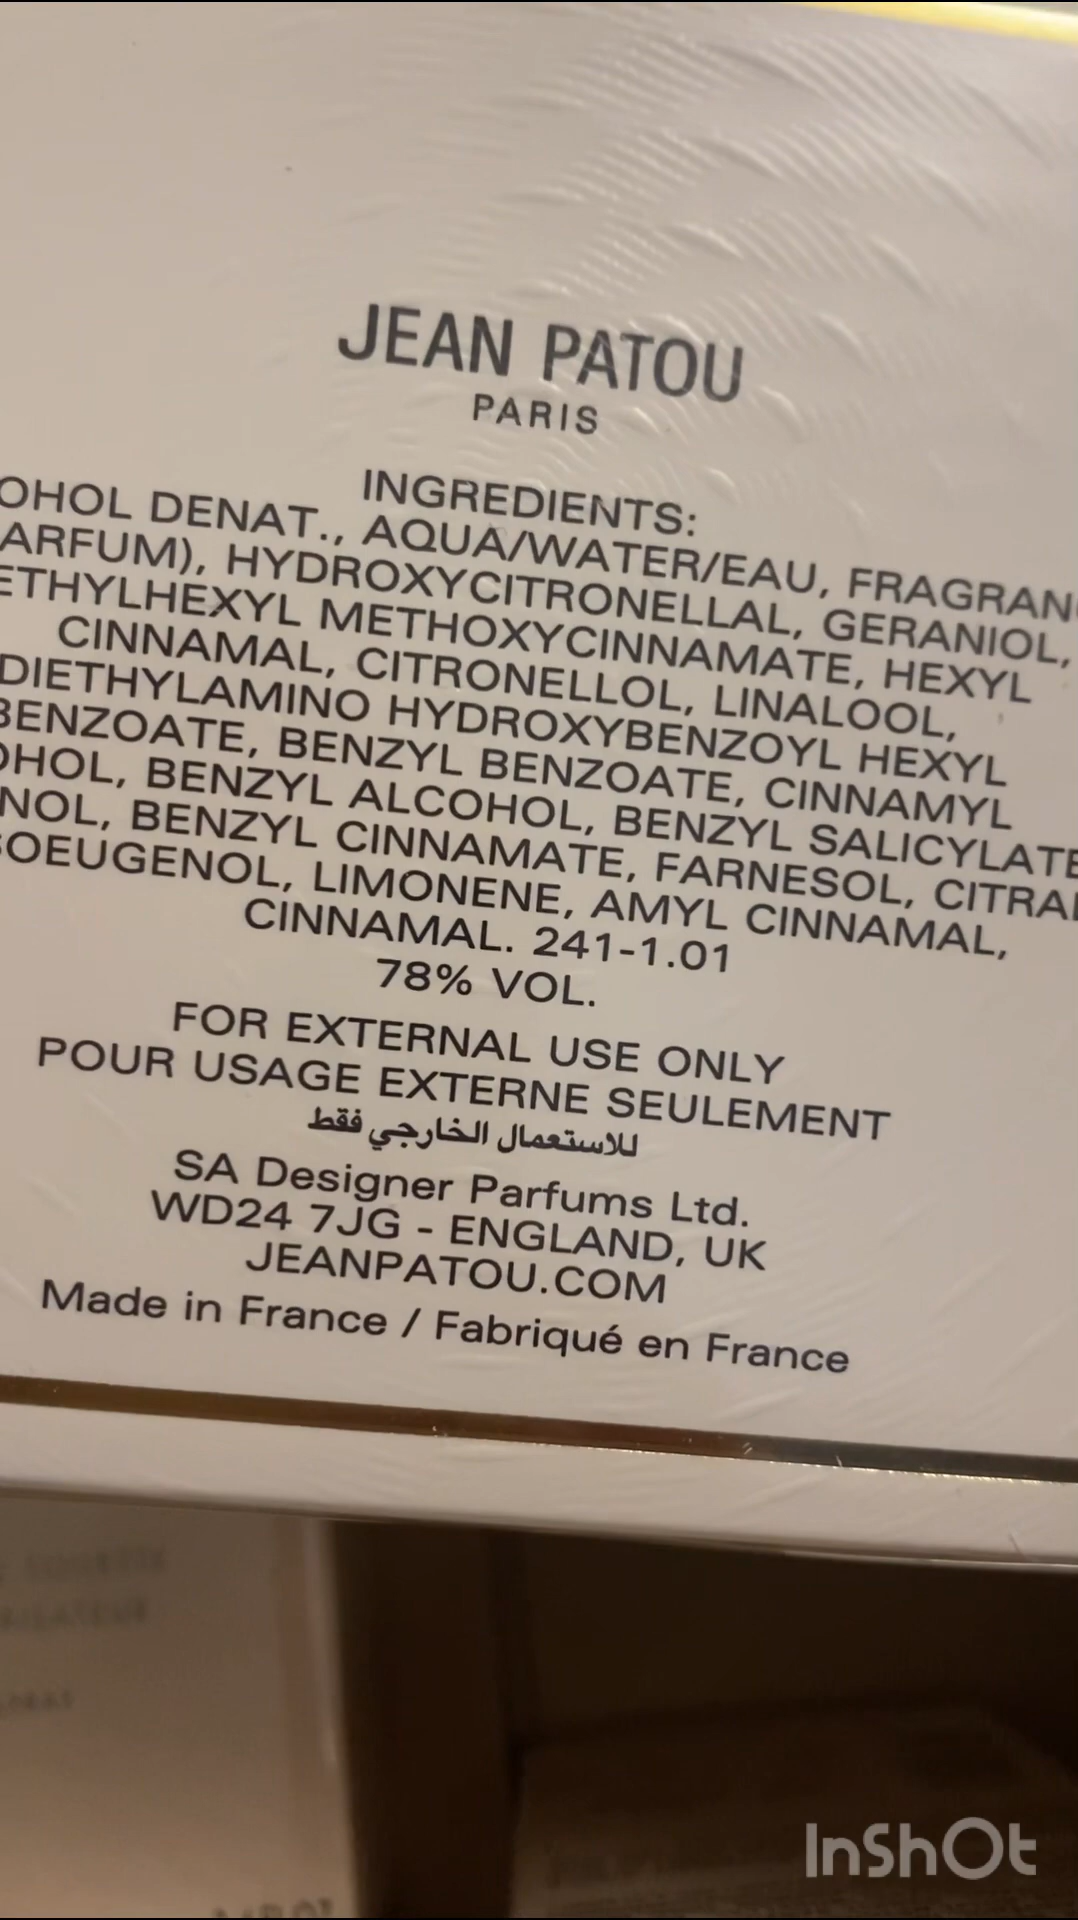 JEAN PATOU
PARIS
INGREDIENTS:
OHOL DENAT., AQUA/WATER/EAU, FRAGRAN
ARFUM), HYDROXYCITRONELLAL, GERANIOL,
ETHYLHEXYL METHOXYCINNAMATE, HEXYL
CINNAMAL, CITRONELLOL, LINALOOL,
DIETHYLAMINO HYDROXYBENZOYL HEXYL
BENZOATE, BENZYL BENZOATE, CINNAMYL
OHOL, BENZYL ALCOHOL, BENZYL SALICYLATE
NOL, BENZYL CINNAMATE, FARNESOL, CITRAL
SOEUGENOL, LIMONENE, AMYL CINNAMAL,
CINNAMAL. 241-1.01
78% VOL.
FOR EXTERNAL USE ONLY
POUR USAGE EXTERNE SEULEMENT
للاستعمال الخارجي فقط
SA Designer Parfums Ltd.
WD24 7JG - ENGLAND, UK
JEANPATOU.COM
Made in France / Fabriqué en France
InShOt